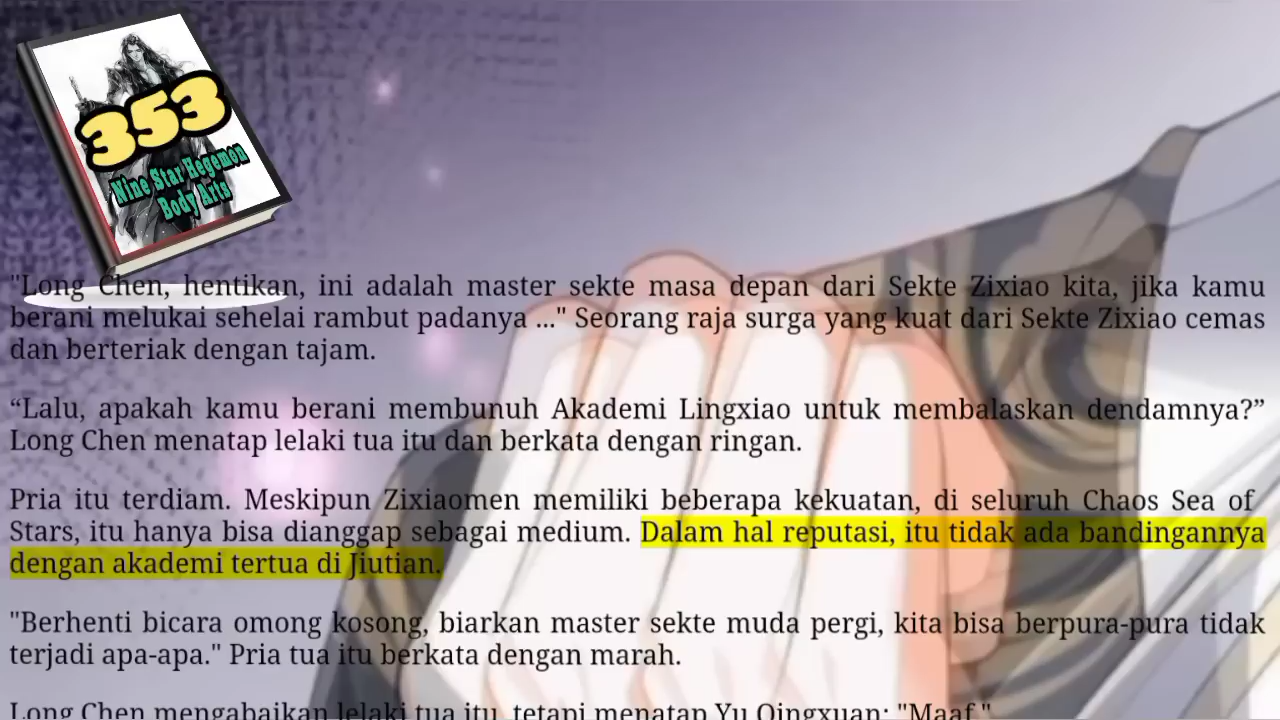 353
Nine Star Hegemon
Body Arts
"Long Chen, hentikan, ini adalah master sekte masa depan dari Sekte Zixiao kita, jika kamu
berani melukai sehelai rambut padanya ..." Seorang raja surga yang kuat dari Sekte Zixiao cemas
dan berteriak dengan tajam.
“Lalu, apakah kamu berani membunuh Akademi Lingxiao untuk membalaskan dendamnya?”
Long Chen menatap lelaki tua itu dan berkata dengan ringan.
Pria itu terdiam. Meskipun Zixiaomen memiliki beberapa kekuatan, di seluruh Chaos Sea of
Stars, itu hanya bisa dianggap sebagai medium. Dalam hal reputasi, itu tidak ada bandingannya
dengan akademi tertua di Jiutian.
"Berhenti bicara omong kosong, biarkan master sekte muda pergi, kita bisa berpura-pura tidak
terjadi apa-apa." Pria tua itu berkata dengan marah.
Long Chen mengabaikan lelaki tua itu, tetapi menatap Yu Qingxuan: "Maaf."